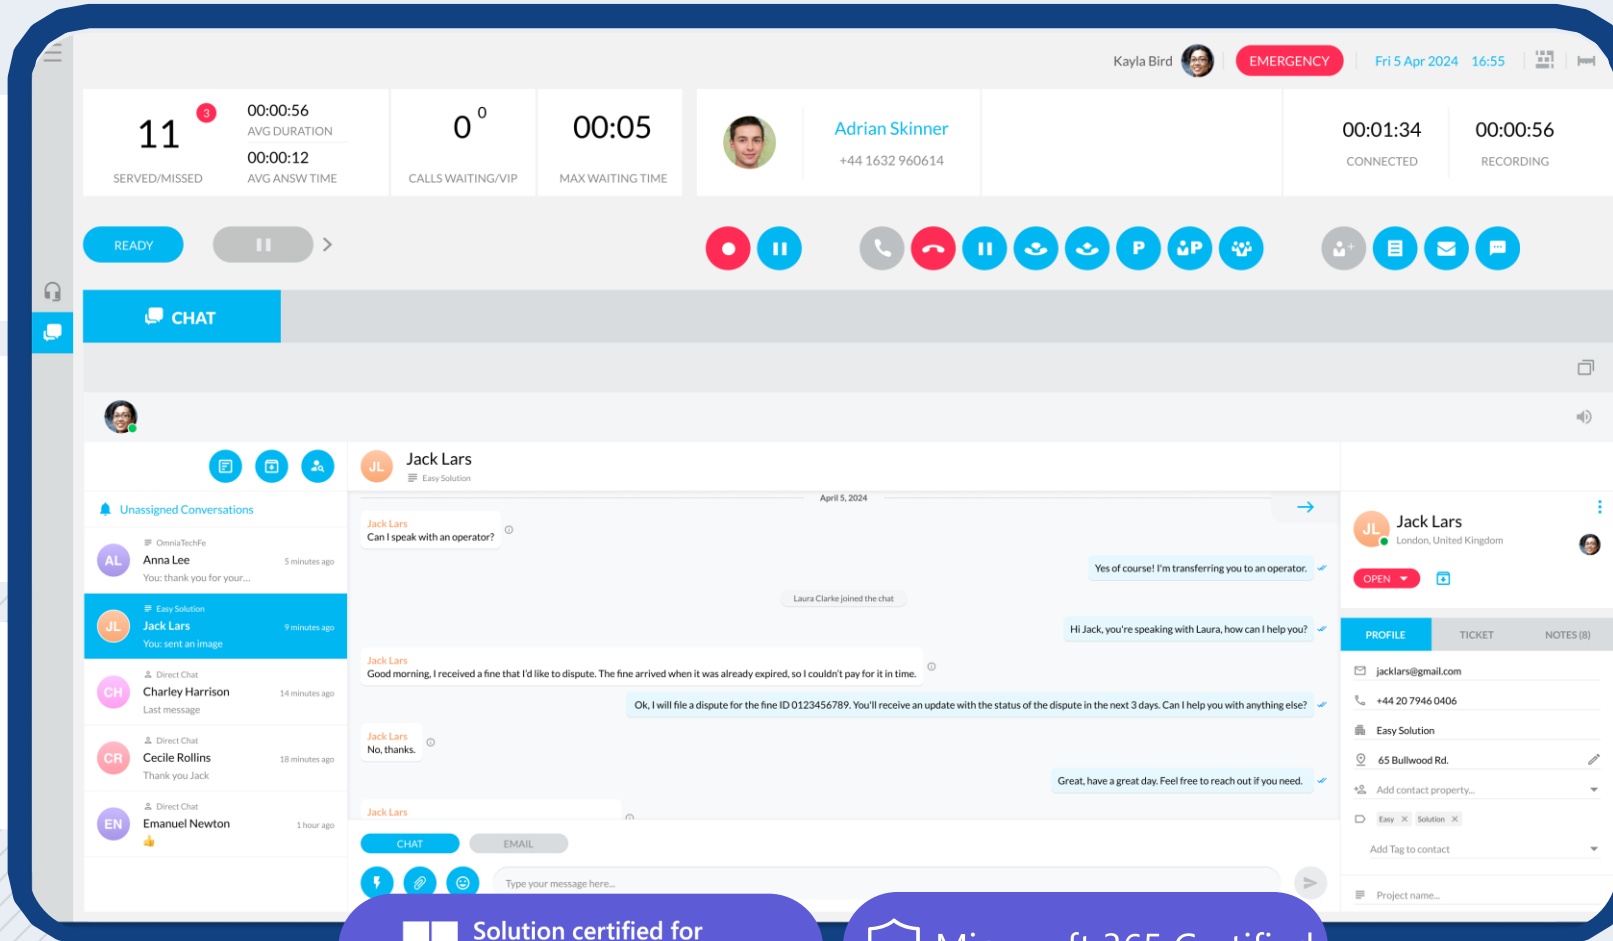 Kayla Bird
EMERGENCY
Fri 5 Apr 2024 16:55
11
3
SERVED/MISSED
00:00:56
AVG DURATION
00:00:12
AVG ANSW TIME
0 0
CALLS WAITING/VIP
00:05
MAX WAITING TIME
Adrian Skinner
+44 1632 960614
00:01:34
CONNECTED
00:00:56
RECORDING
READY
P
P
CHAT
Unassigned Conversations
AL
OmniaTechFe
Anna Lee
5 minutes ago
You: thank you for your...
JL
Easy Solution
Jack Lars
9 minutes ago
You: sent an image
CH
Direct Chat
Charley Harrison
14 minutes ago
Last message
CR
Direct Chat
Cecile Rollins
18 minutes ago
Thank you Jack
EN
Direct Chat
Emanuel Newton
1 hour ago
👍
JL
Jack Lars
Easy Solution
April 5, 2024
Jack Lars
Can I speak with an operator?
Yes of course! I'm transferring you to an operator.
Laura Clarke joined the chat
Hi Jack, you're speaking with Laura, how can I help you?
Jack Lars
Good morning, I received a fine that I'd like to dispute. The fine arrived when it was already expired, so I couldn't pay for it in time.
Ok, I will file a dispute for the fine ID 0123456789. You'll receive an update with the status of the dispute in the next 3 days. Can I help you with anything else?
Jack Lars
No, thanks.
Great, have a great day. Feel free to reach out if you need.
Jack Lars
CHAT
EMAIL
Type your message here...
JL
Jack Lars
London, United Kingdom
OPEN
PROFILE
TICKET
NOTES (8)
jacklars@gmail.com
+44 20 7946 0406
Easy Solution
65 Bullwood Rd.
Add contact property...
Easy
Solution
Add Tag to contact
Project name...
Solution certified for
Microsoft 365 Certified